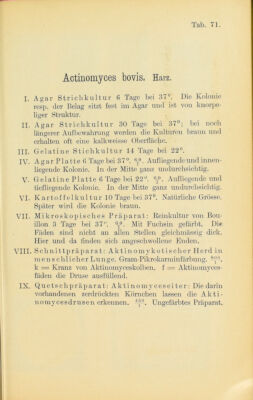 Tab. 71.
Actinomyces bovis. Harz.
I. Agar Strichkultur 6 Tage bei 37°. Die Kolonie
resp. der Belag sitzt fest im Agar und ist von knorpe-
liger Struktur.
II. Agar Strichkultur 30 Tage bei 37°; bei noch
längerer Aufbewahrung werden die Kulturen braun und
erhalten oft eine kalkweisse Oberfläche.
III. Gelatine Strichkultur 14 Tage bei 22°.
IV. Agar Platte 6 Tage bei 37°. Aufliegende und innen-
liegende Kolonie. In der Mitte ganz undurchsichtig.
V. Gelatine Platte 6 Tage bei 22°. Aufliegende und
tiefliegende Kolonie. In der Mitte ganz undurchsichtig.
VI. Kartoffelkultur 10 Tage bei 37°. Natürliche Grösse.
Später wird die Kolonie braun.
VII. Mikroskopisches Präparat: Reinkultur von Bou-
illon 3 Tage bei 37°. Mit Fuchsin gefärbt. Die
Fäden sind nicht an allen Stellen gleichmässig dick.
Hier und da finden sich angeschwollene Enden.
VIII. Schnittpräparat: Aktinomykotischer Herd in
menschlicher Lunge. Gram-Pikrokarminfärbung.
k = Kranz von Aktinomyceskolben. f = Aktinomyces-
fäden die Druse ausfüllend.
IX. Quetschpräparat: Aktinomyceseiter: Die darin
vorhandenen zerdrückten Körnchen lassen die Akti-
nomycesdrusen erkennen. Ungefärbtes Präparat.